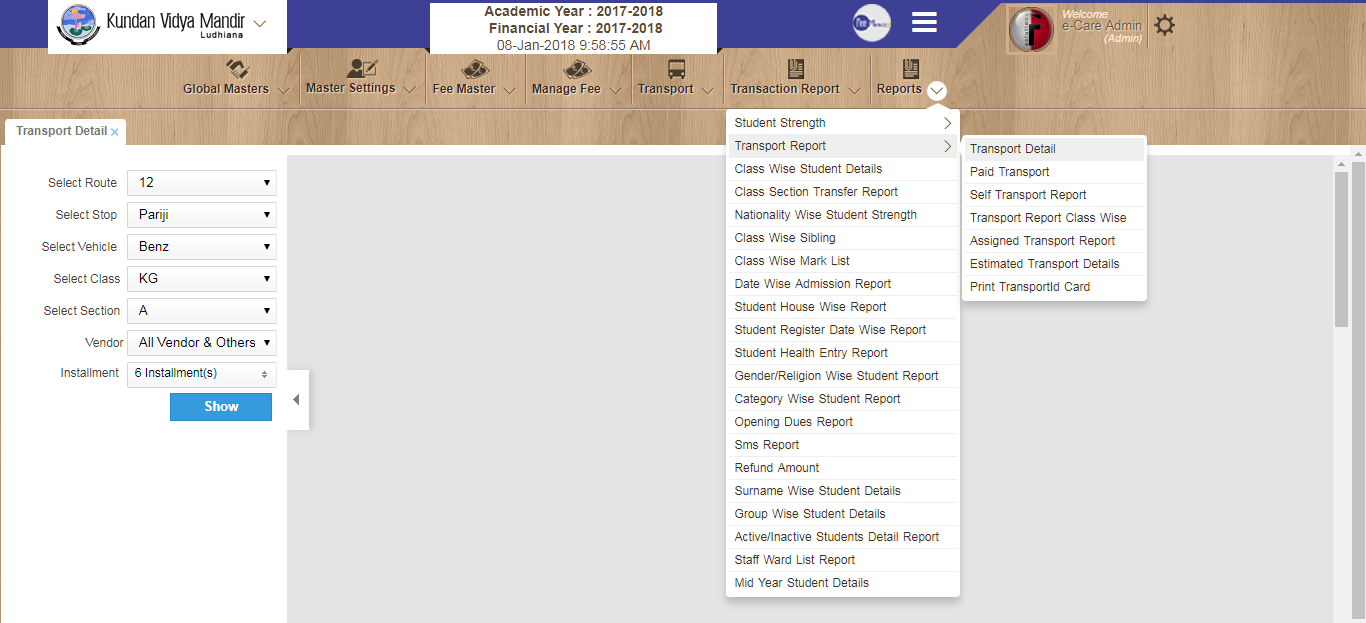 Kundan Vidya Mandir
Ludhiana
Academic Year : 2017-2018
Financial Year : 2017-2018
08-Jan-2018 9:58:55 AM
Welcome
e-Care Admin
(Admin)
Global Masters
Master Settings
Fee Master
Manage Fee
Transport
Transaction Report
Reports
Transport Detail ×
Select Route 12
Select Stop Pariji
Select Vehicle Benz
Select Class KG
Select Section A
Vendor All Vendor & Others
Installment 6 Installment(s)
Show
Student Strength
Transport Report
Class Wise Student Details
Class Section Transfer Report
Nationality Wise Student Strength
Class Wise Sibling
Class Wise Mark List
Date Wise Admission Report
Student House Wise Report
Student Register Date Wise Report
Student Health Entry Report
Gender/Religion Wise Student Report
Category Wise Student Report
Opening Dues Report
Sms Report
Refund Amount
Surname Wise Student Details
Group Wise Student Details
Active/Inactive Students Detail Report
Staff Ward List Report
Mid Year Student Details
Transport Detail
Paid Transport
Self Transport Report
Transport Report Class Wise
Assigned Transport Report
Estimated Transport Details
Print TransportId Card